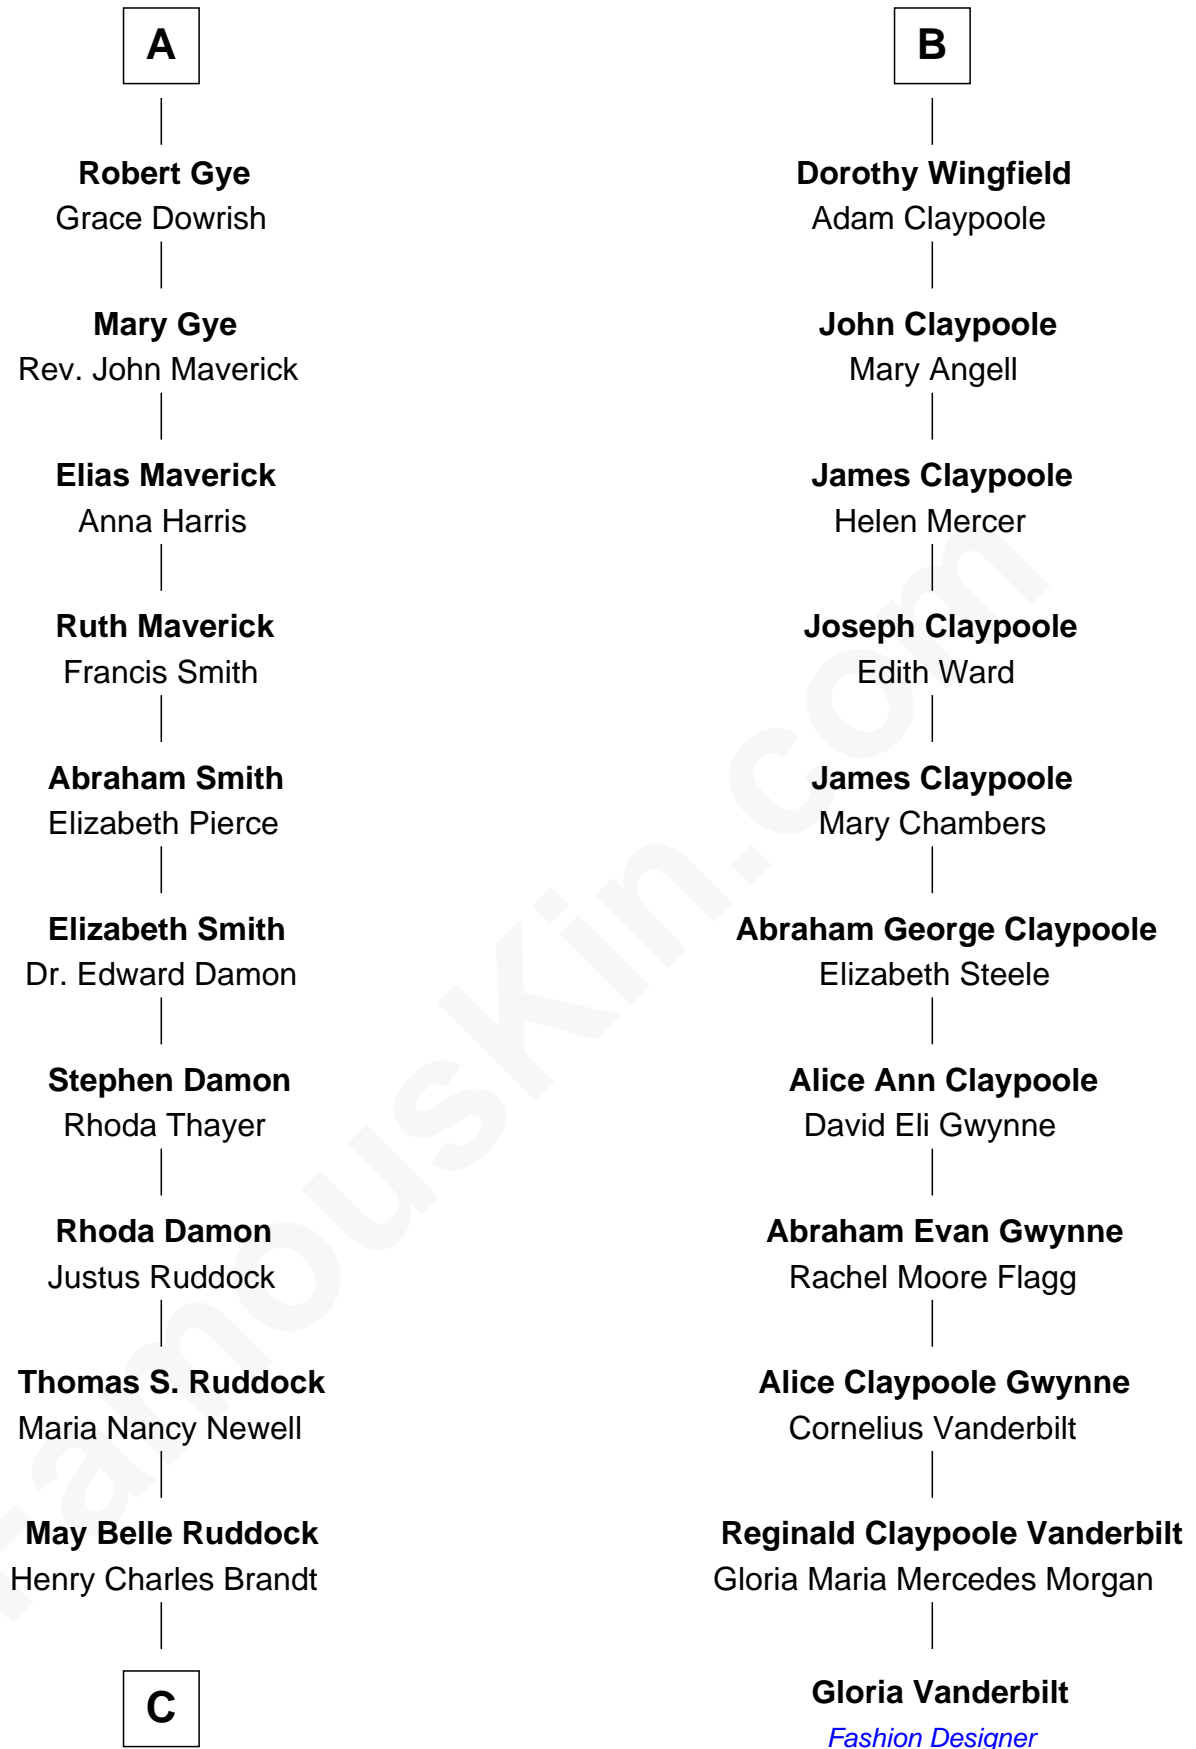 A
Robert Gye
Grace Dowrish
Mary Gye
Rev. John Maverick
Elias Maverick
Anna Harris
Ruth Maverick
Francis Smith
Abraham Smith
Elizabeth Pierce
Elizabeth Smith
Dr. Edward Damon
Stephen Damon
Rhoda Thayer
Rhoda Damon
Justus Ruddock
Thomas S. Ruddock
Maria Nancy Newell
May Belle Ruddock
Henry Charles Brandt
C
B
Dorothy Wingfield
Adam Claypoole
John Claypoole
Mary Angell
James Claypoole
Helen Mercer
Joseph Claypoole
Edith Ward
James Claypoole
Mary Chambers
Abraham George Claypoole
Elizabeth Steele
Alice Ann Claypoole
David Eli Gwynne
Abraham Evan Gwynne
Rachel Moore Flagg
Alice Claypoole Gwynne
Cornelius Vanderbilt
Reginald Claypoole Vanderbilt
Gloria Maria Mercedes Morgan
Gloria Vanderbilt
Fashion Designer
FamousKin.com